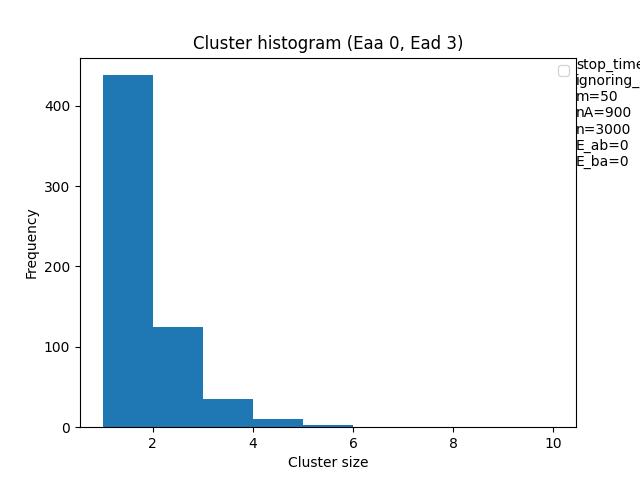 Cluster histogram (Eaa 0, Ead 3)
stop_time
ignoring_
m=50
nA=900
n=3000
E_ab=0
E_ba=0
400
300
200
100
0
Frequency
2 4 6 8 10
Cluster size